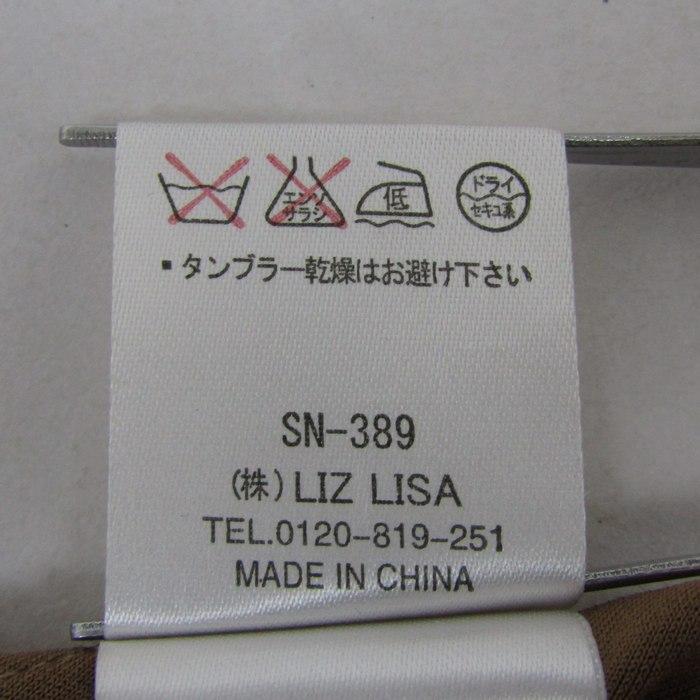 エンソ
サラシ
低
ドライ
セキユ系
・タンブラー乾燥はお避け下さい
SN-389
(株)LIZ LISA
TEL.0120-819-251
MADE IN CHINA